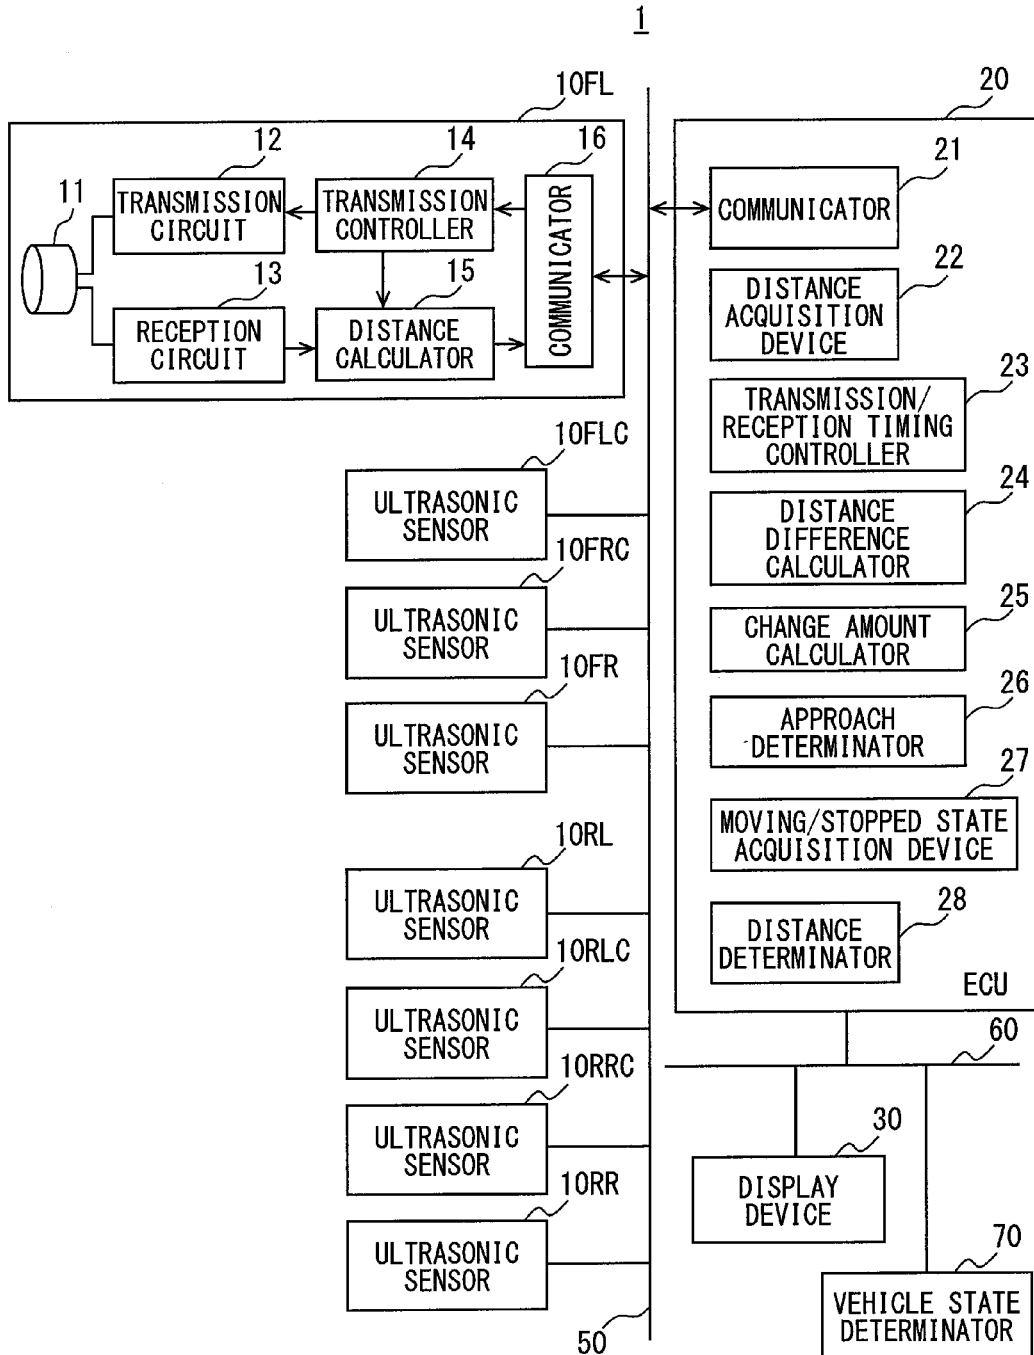 1
10FL
12
14
16
11
TRANSMISSION
CIRCUIT
TRANSMISSION
CONTROLLER
COMMUNICATOR
13
15
RECEPTION
CIRCUIT
DISTANCE
CALCULATOR
10FLC
ULTRASONIC
SENSOR
10FRC
ULTRASONIC
SENSOR
10FR
ULTRASONIC
SENSOR
10RL
ULTRASONIC
SENSOR
10RLC
ULTRASONIC
SENSOR
10RRC
ULTRASONIC
SENSOR
10RR
ULTRASONIC
SENSOR
50
20
21
COMMUNICATOR
22
DISTANCE
ACQUISITION
DEVICE
23
TRANSMISSION/
RECEPTION TIMING
CONTROLLER
24
DISTANCE
DIFFERENCE
CALCULATOR
25
CHANGE AMOUNT
CALCULATOR
26
APPROACH
DETERMINATOR
27
MOVING/STOPPED STATE
ACQUISITION DEVICE
28
DISTANCE
DETERMINATOR
ECU
60
30
DISPLAY
DEVICE
70
VEHICLE STATE
DETERMINATOR